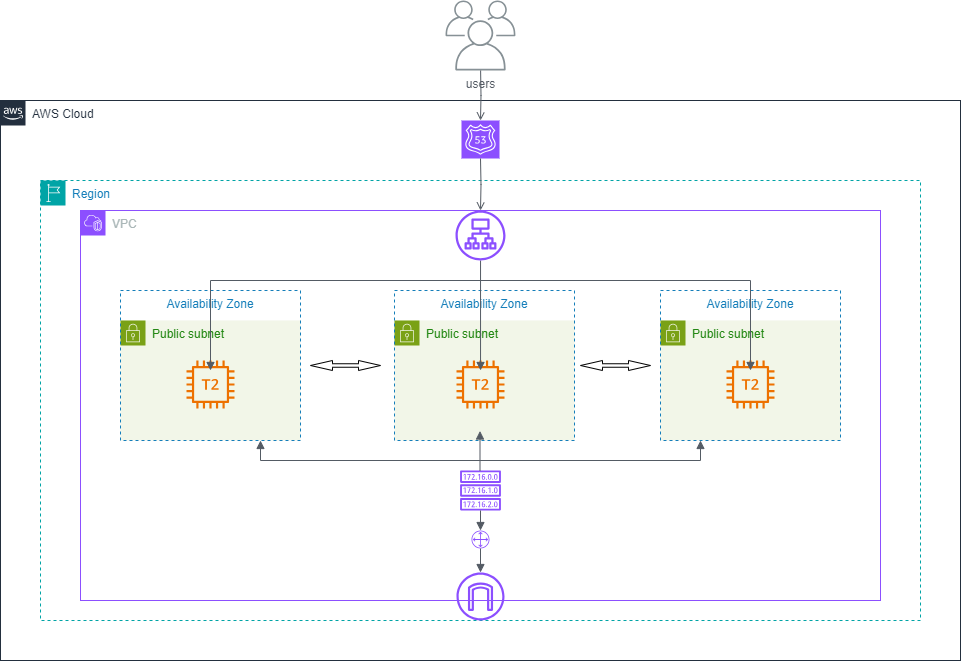 users
aws
AWS Cloud
53
Region
VPC
Availability Zone
Availability Zone
Availability Zone
Public subnet
Public subnet
Public subnet
T2
T2
T2
172.16.0.0
172.16.1.0
172.16.2.0